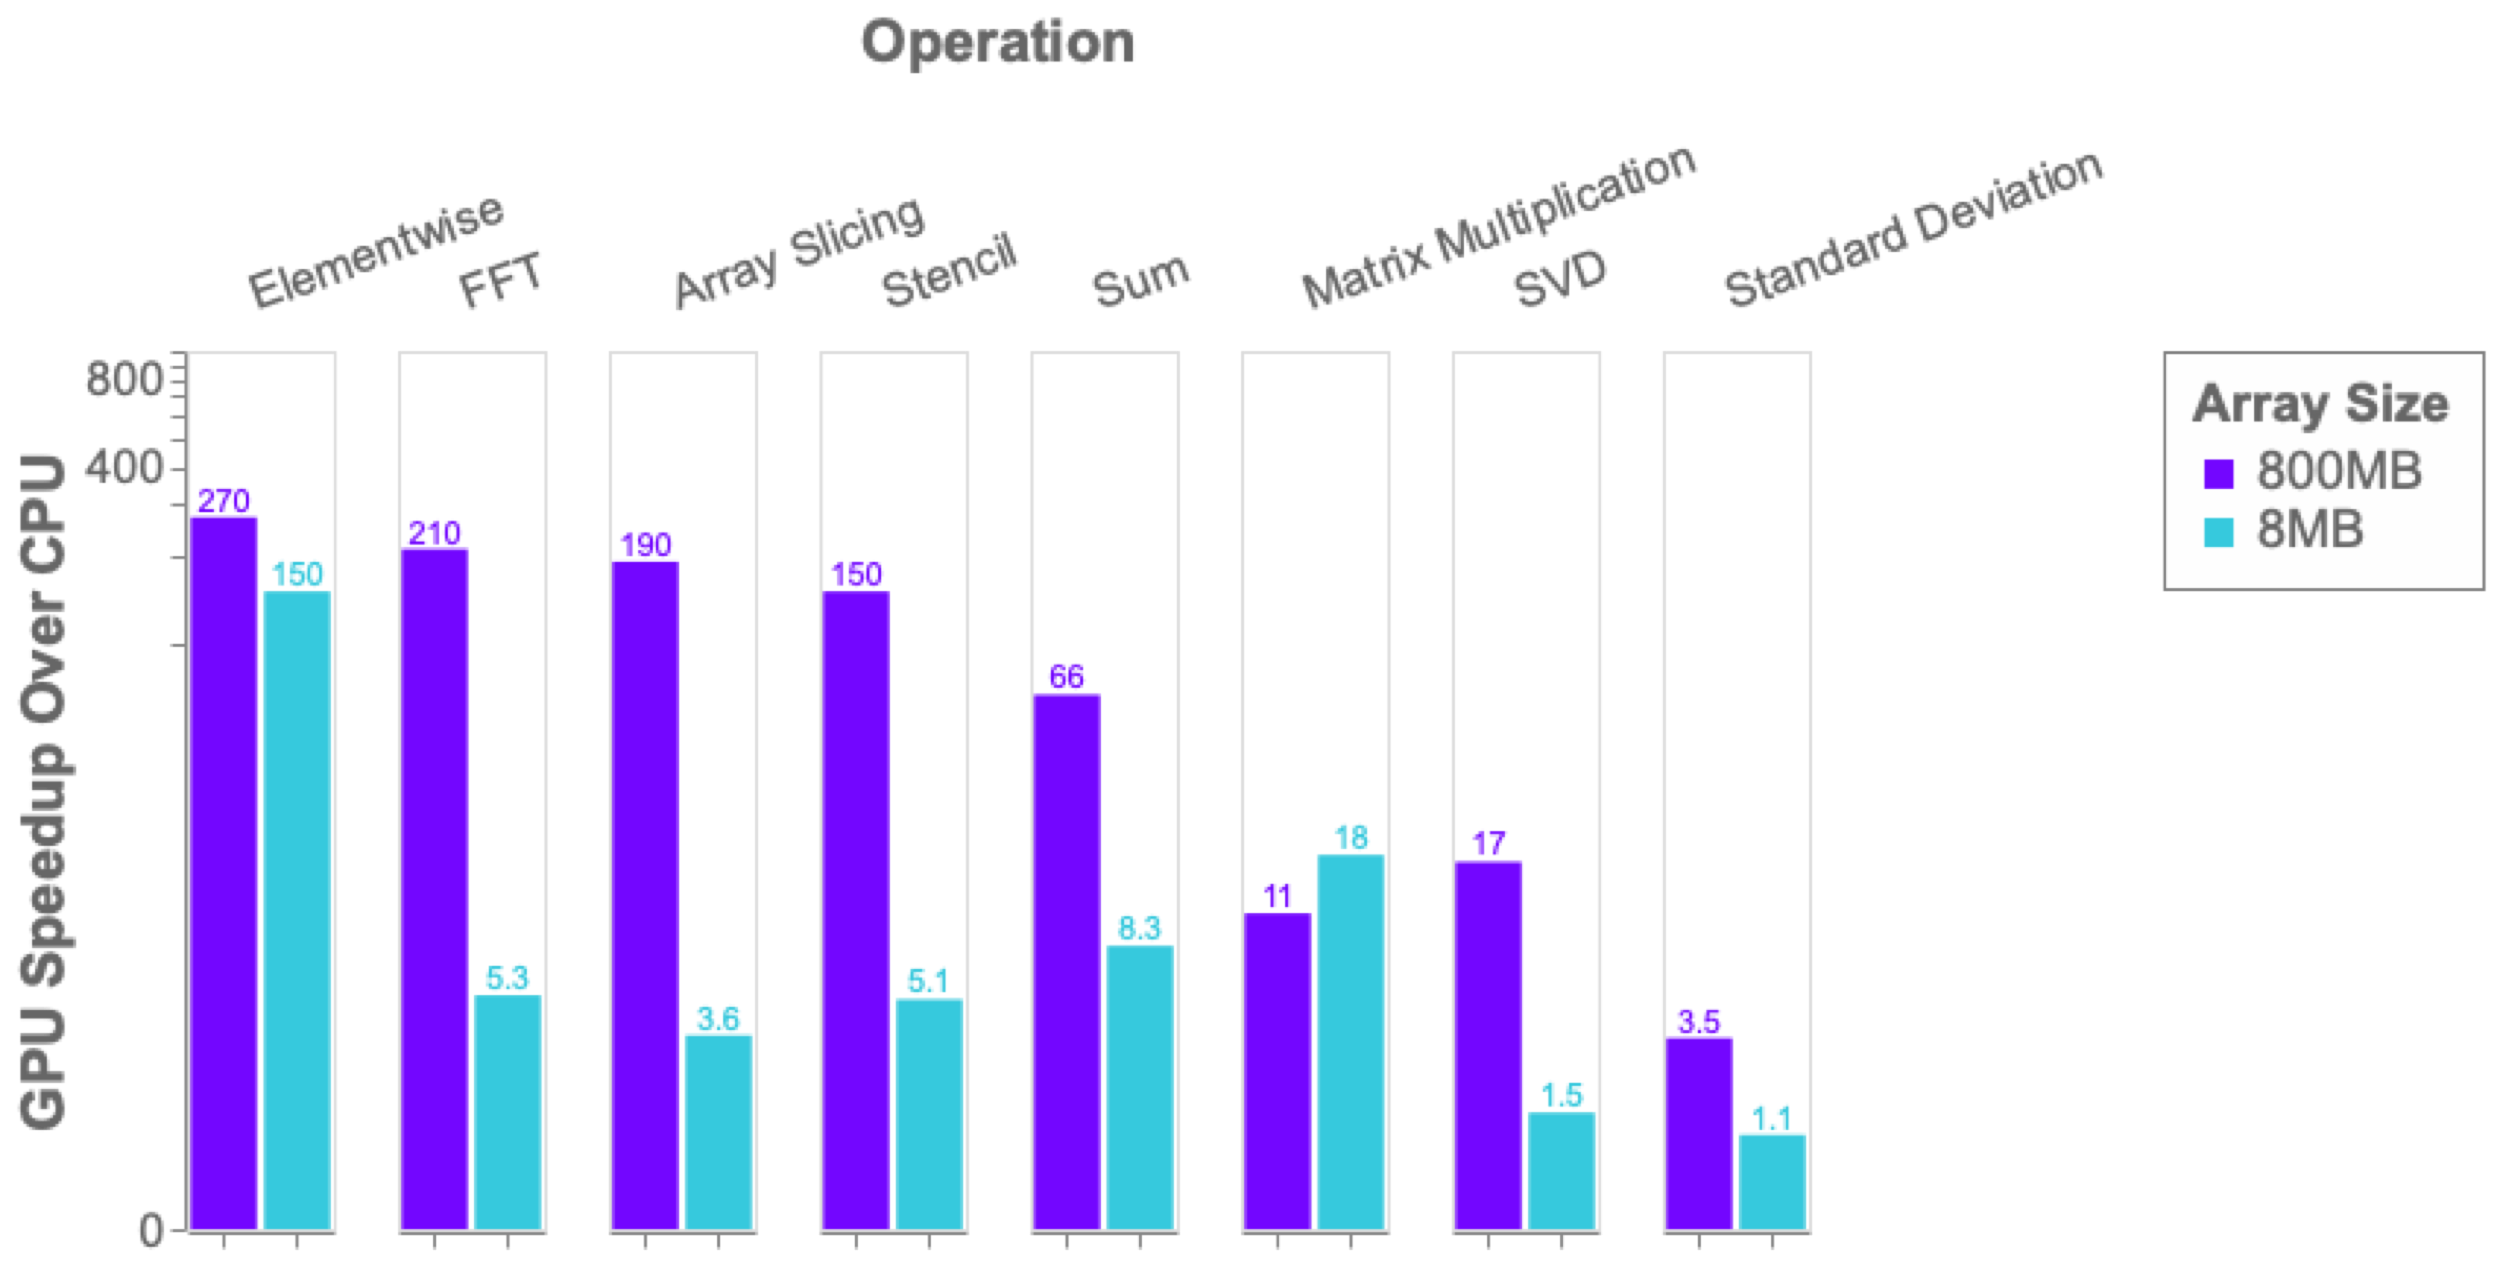 Operation
Elementwise
FFT
Array Slicing
Stencil
Sum
Matrix Multiplication
SVD
Standard Deviation
GPU Speedup Over CPU
800
400
0
270
150
210
5.3
190
3.6
150
5.1
66
8.3
11
18
17
1.5
3.5
1.1
Array Size
800MB
8MB